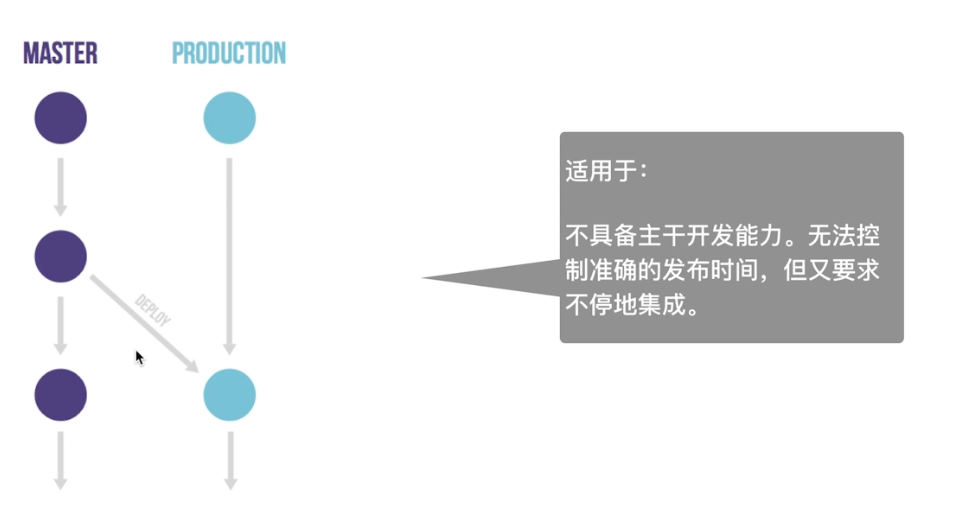 MASTER
PRODUCTION
DEPLOY
适用于：
不具备主干开发能力。无法控
制准确的发布时间，但又要求
不停地集成。